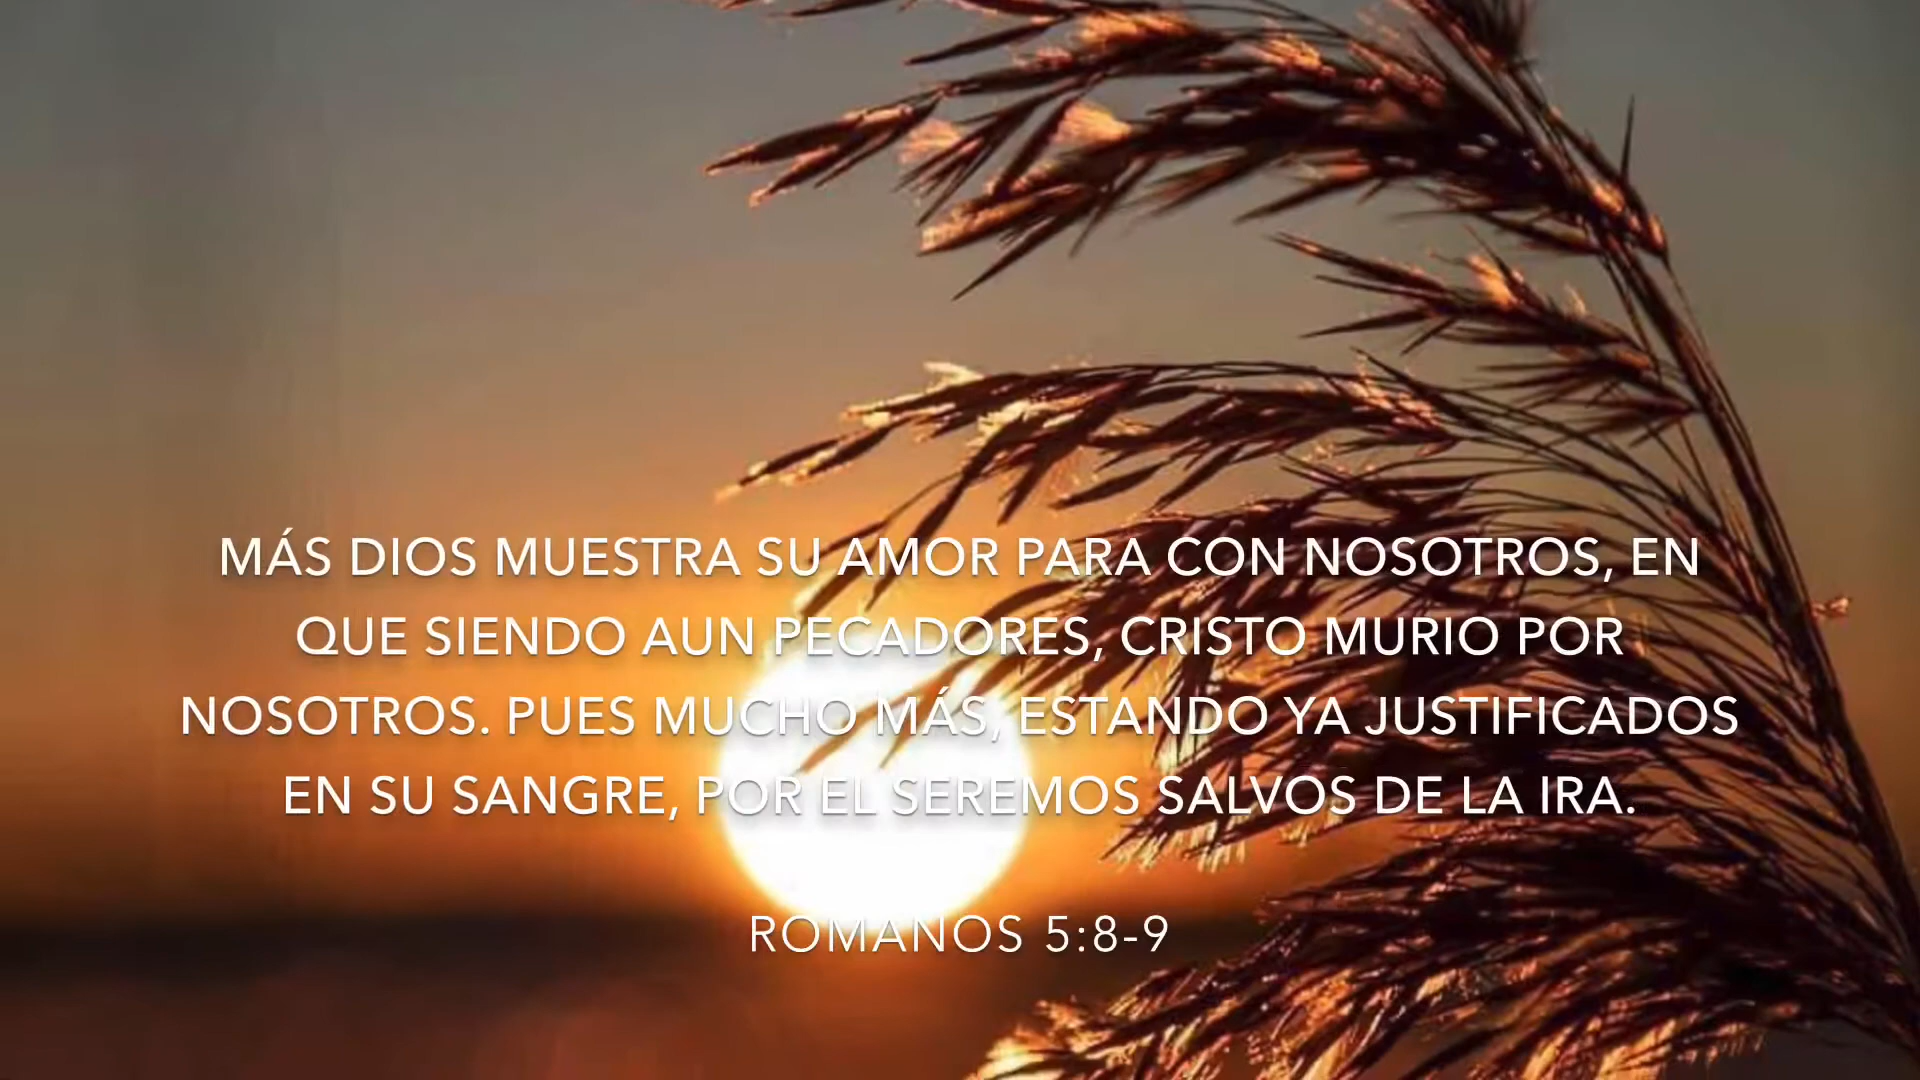 MÁS DIOS MUESTRA SU AMOR PARA CON NOSOTROS, EN
QUE SIENDO AUN PECADORES, CRISTO MURIO POR
NOSOTROS. PUES MUCHO MÁS, ESTANDO YA JUSTIFICADOS
EN SU SANGRE, POR EL SEREMOS SALVOS DE LA IRA.
ROMANOS 5:8-9